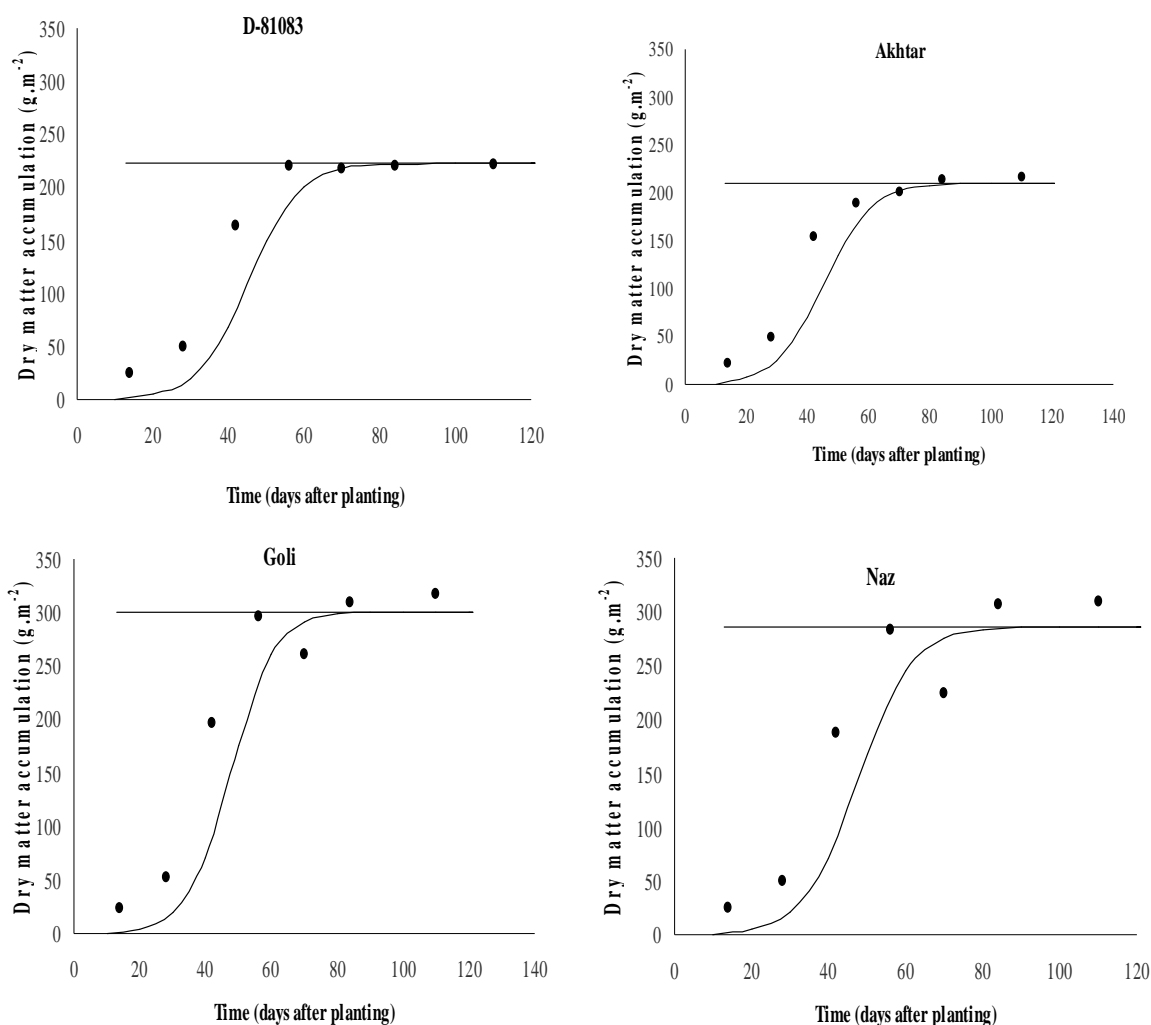 D-81083
Dry matter accumulation (g.m-2)
350
300
250
200
150
100
50
0
0 20 40 60 80 100 120
Time (days after planting)
Akhtar
Dry matter accumulation (g.m-2)
350
300
250
200
150
100
50
0
0 20 40 60 80 100 120 140
Time (days after planting)
Goli
Dry matter accumulation (g.m-2)
350
300
250
200
150
100
50
0
0 20 40 60 80 100 120 140
Time (days after planting)
Naz
Dry matter accumulation (g.m-2)
350
300
250
200
150
100
50
0
0 20 40 60 80 100 120
Time (days after planting)